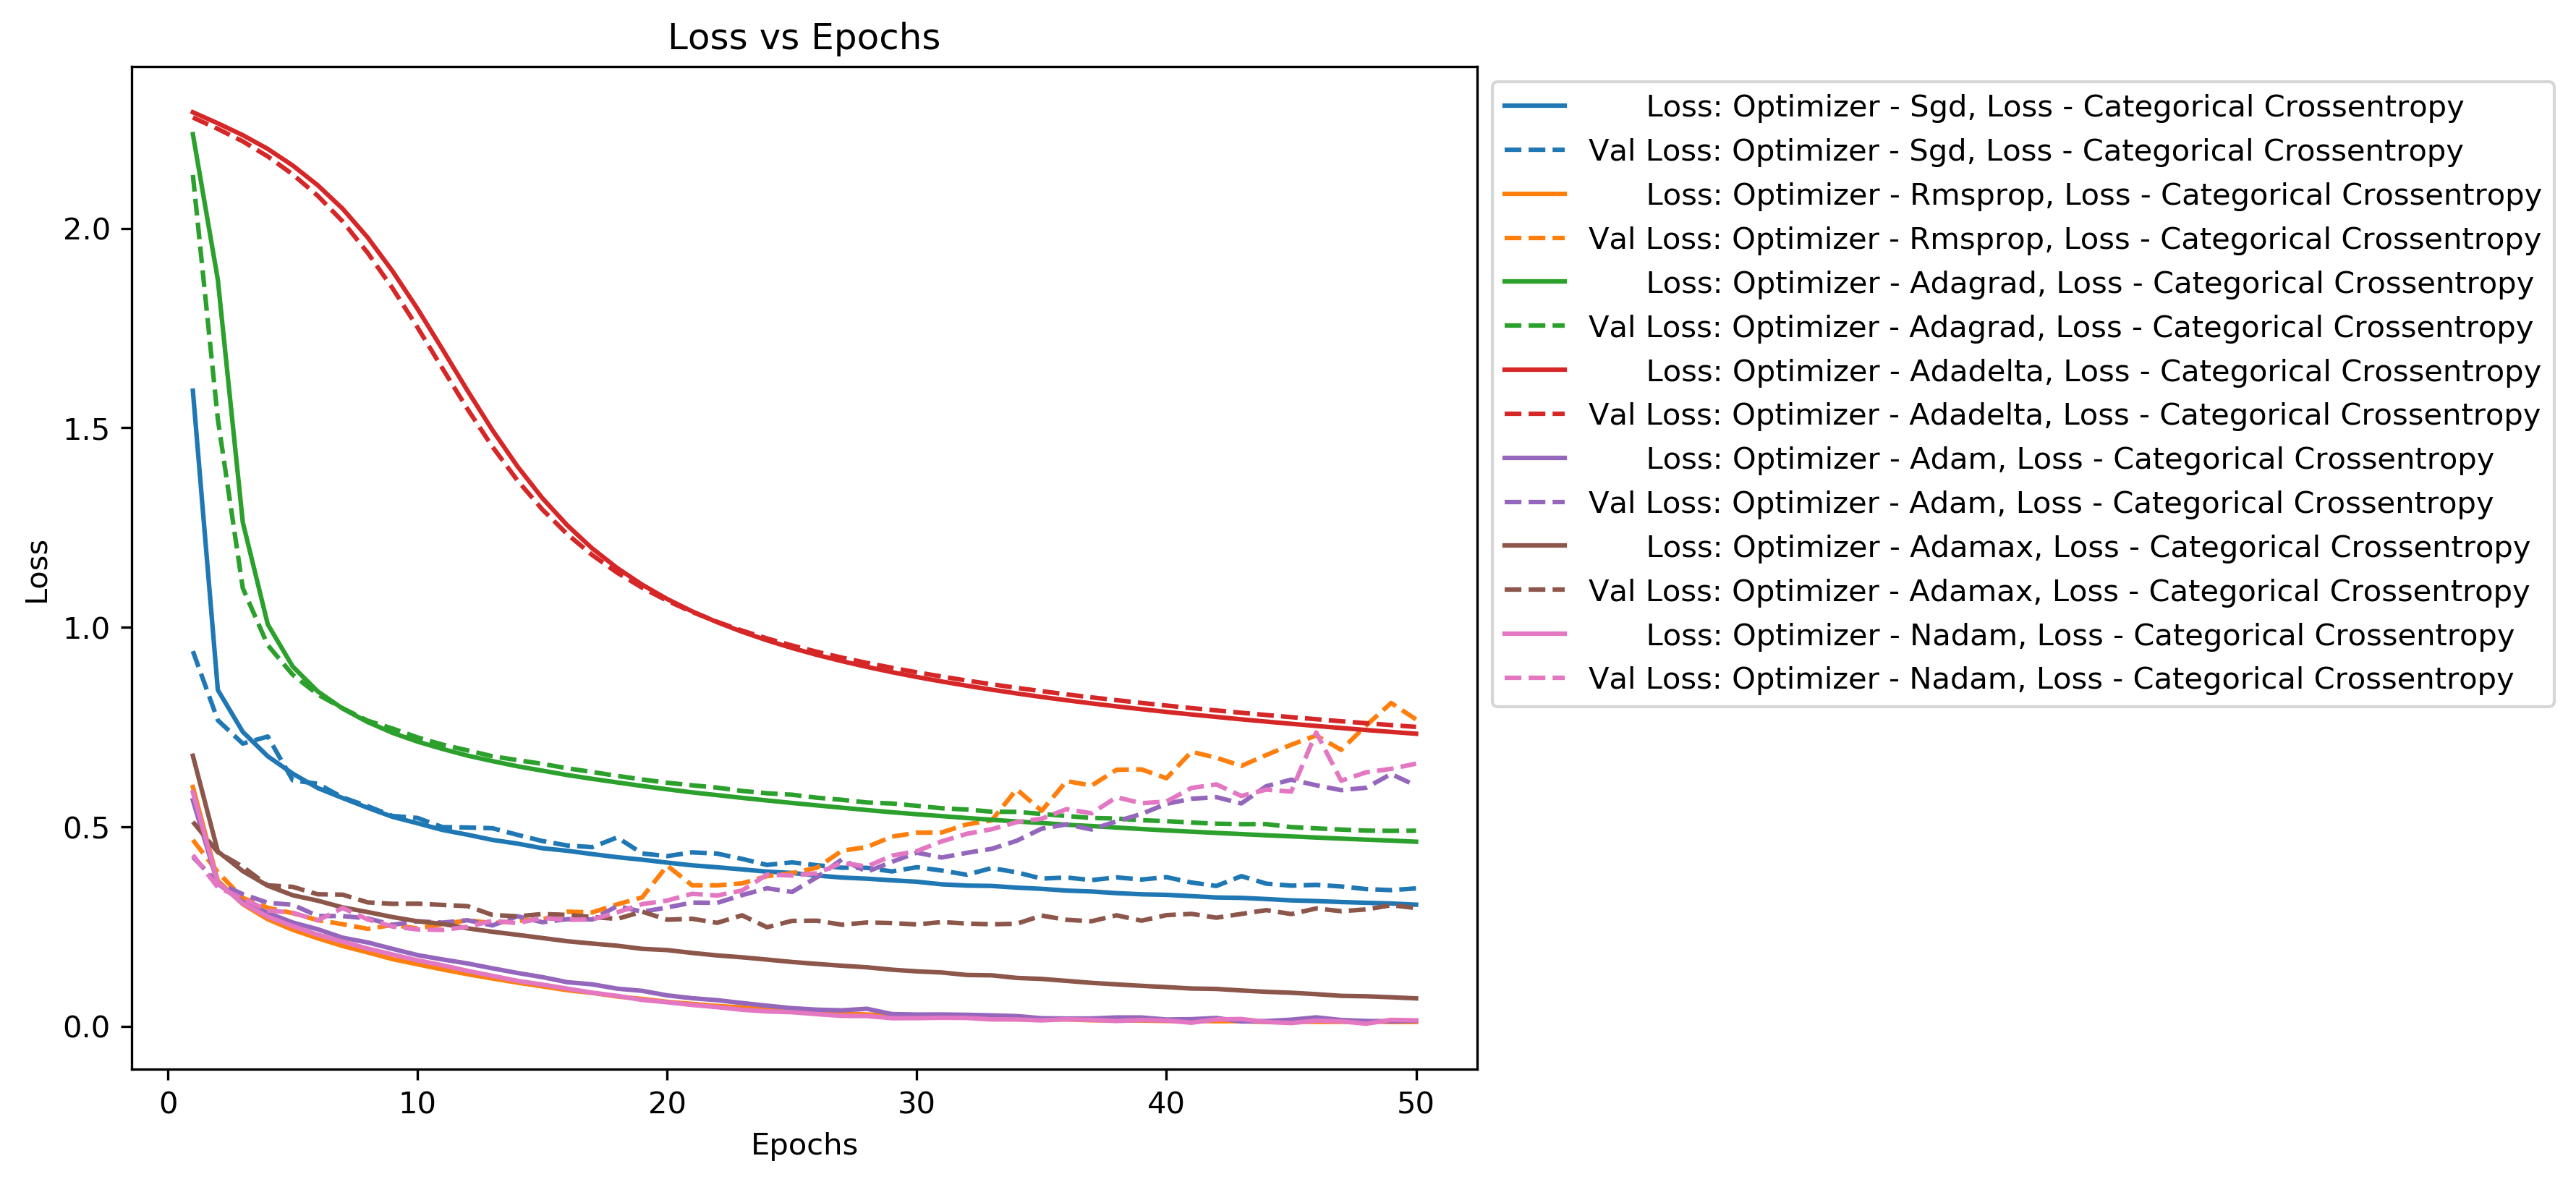 Loss vs Epochs
Loss
2.0
1.5
1.0
0.5
0.0
0 10 20 30 40 50
Epochs
Loss: Optimizer - Sgd, Loss - Categorical Crossentropy
Val Loss: Optimizer - Sgd, Loss - Categorical Crossentropy
Loss: Optimizer - Rmsprop, Loss - Categorical Crossentropy
Val Loss: Optimizer - Rmsprop, Loss - Categorical Crossentropy
Loss: Optimizer - Adagrad, Loss - Categorical Crossentropy
Val Loss: Optimizer - Adagrad, Loss - Categorical Crossentropy
Loss: Optimizer - Adadelta, Loss - Categorical Crossentropy
Val Loss: Optimizer - Adadelta, Loss - Categorical Crossentropy
Loss: Optimizer - Adam, Loss - Categorical Crossentropy
Val Loss: Optimizer - Adam, Loss - Categorical Crossentropy
Loss: Optimizer - Adamax, Loss - Categorical Crossentropy
Val Loss: Optimizer - Adamax, Loss - Categorical Crossentropy
Loss: Optimizer - Nadam, Loss - Categorical Crossentropy
Val Loss: Optimizer - Nadam, Loss - Categorical Crossentropy